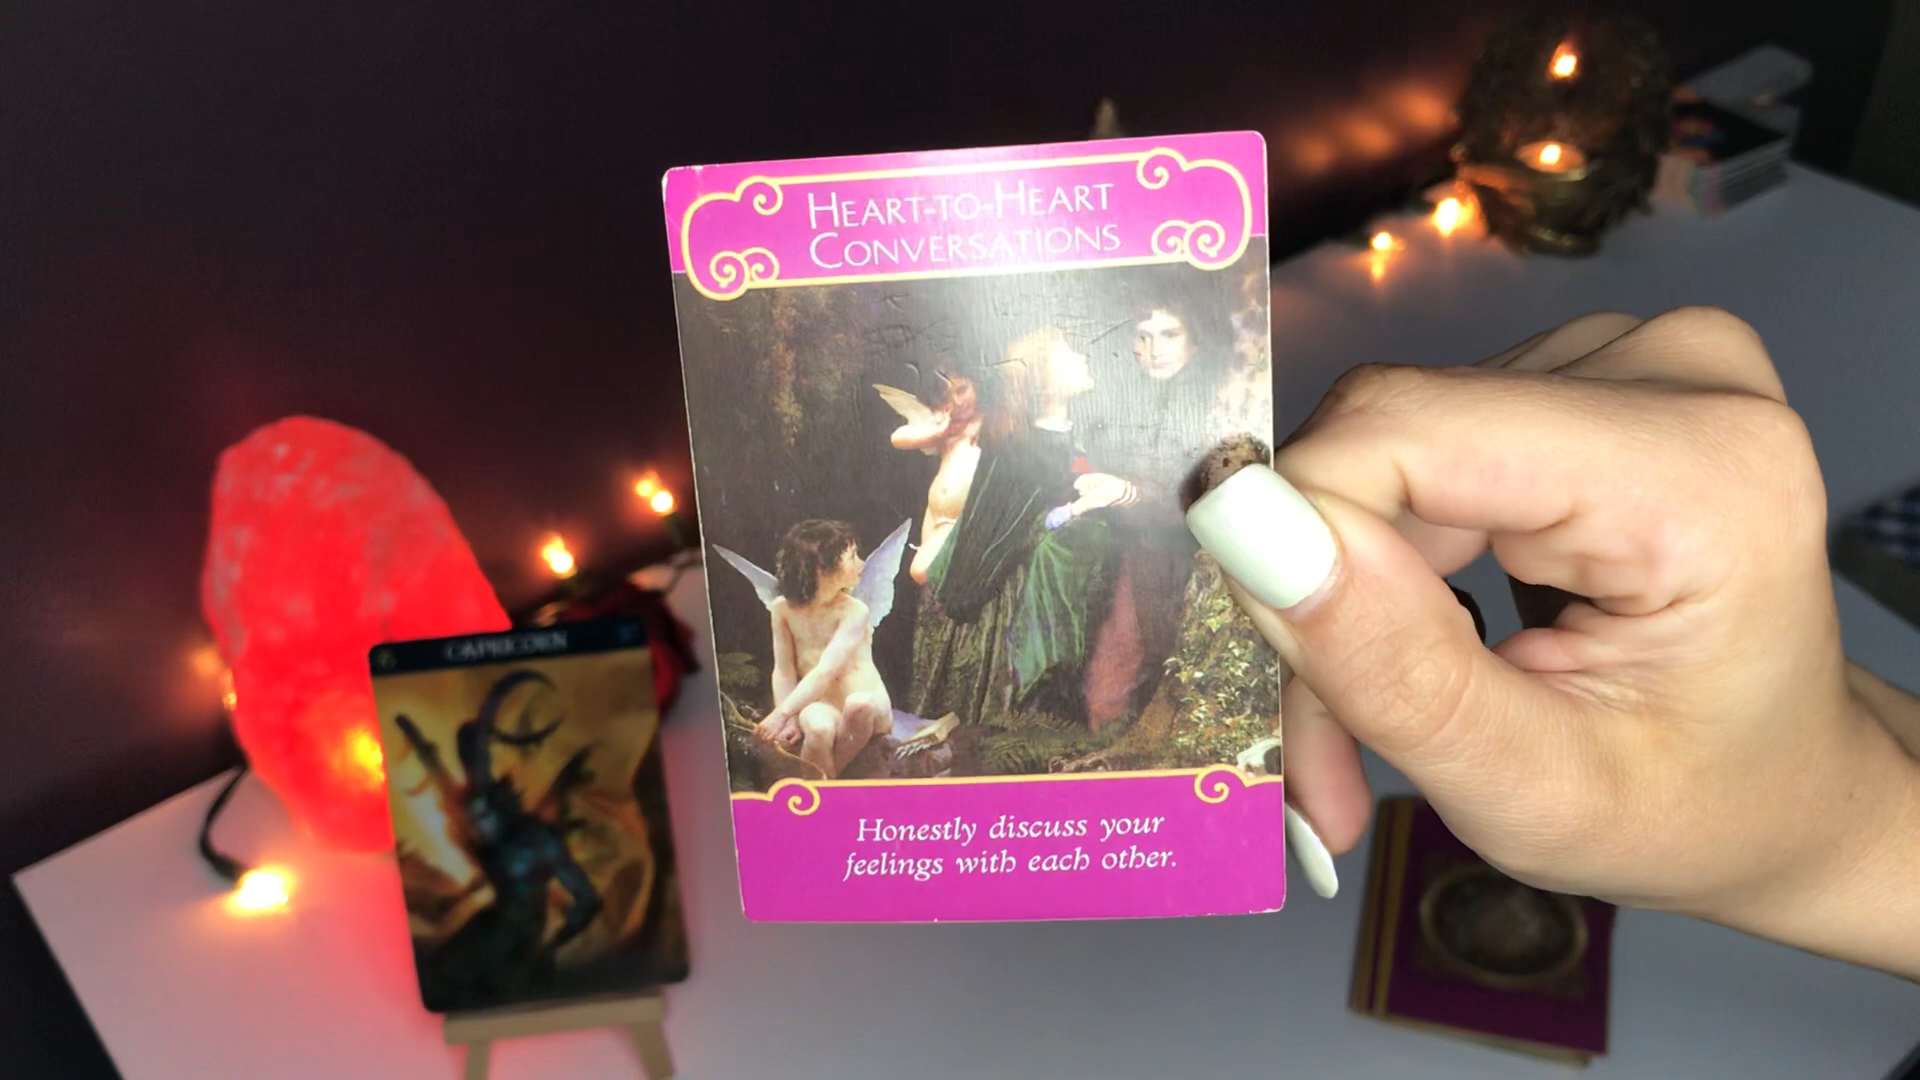 HEART-TO-HEART
CONVERSATIONS
Honestly discuss your
feelings with each other.
CAPRICORN